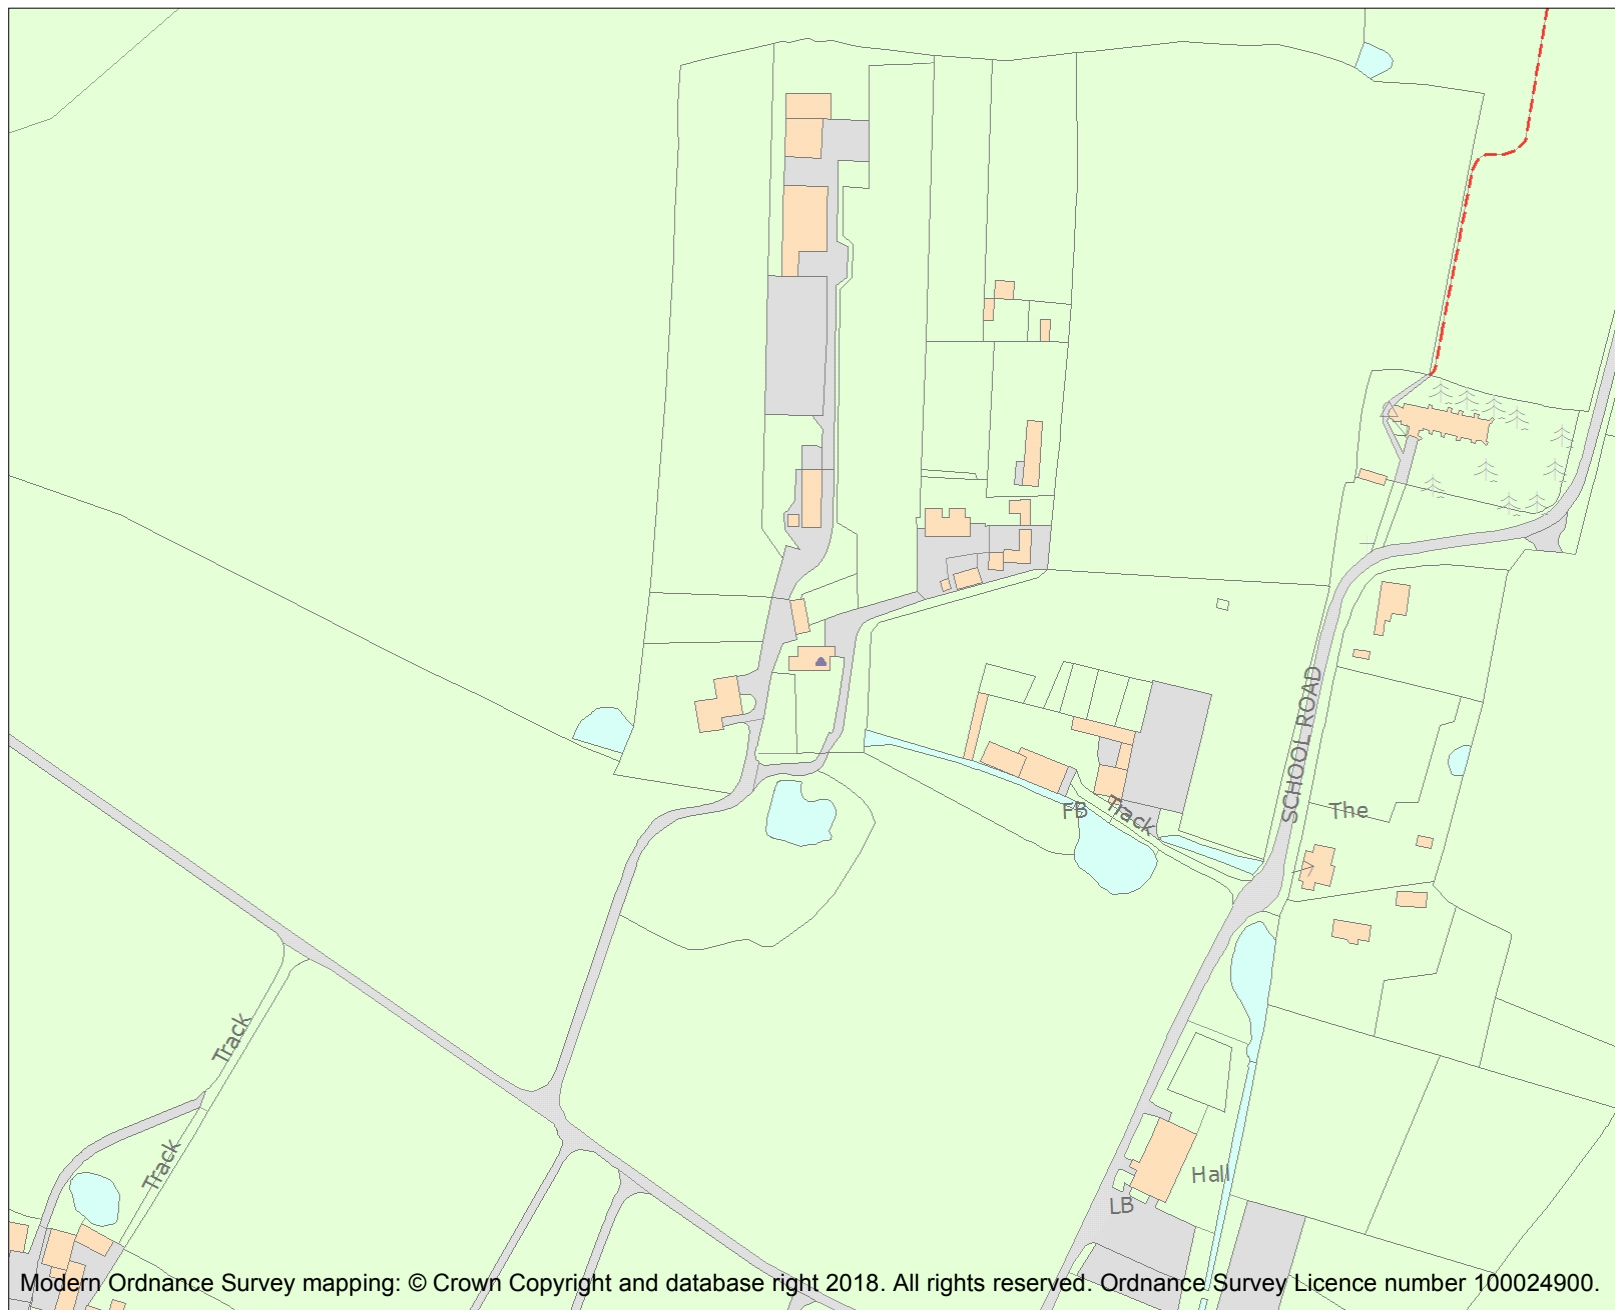 SCHOOL ROAD
The
FB
Track
Track
Track
Hall
LB
Modern Ordnance Survey mapping: © Crown Copyright and database right 2018. All rights reserved. Ordnance Survey Licence number 100024900.